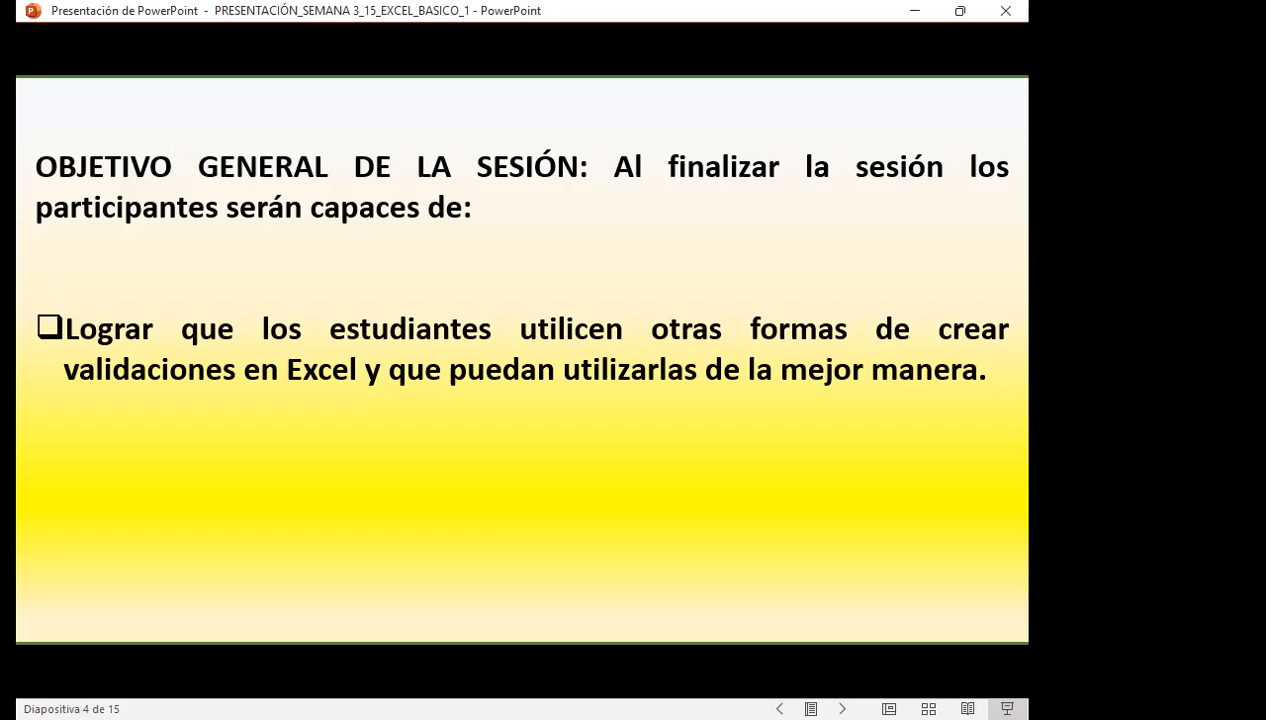 Presentación de PowerPoint - PRESENTACIÓN_SEMANA 3_15_EXCEL_BASICO_1 - PowerPoint
OBJETIVO GENERAL DE LA SESIÓN: Al finalizar la sesión los
participantes serán capaces de:
Lograr que los estudiantes utilicen otras formas de crear
validaciones en Excel y que puedan utilizarlas de la mejor manera.
Diapositiva 4 de 15